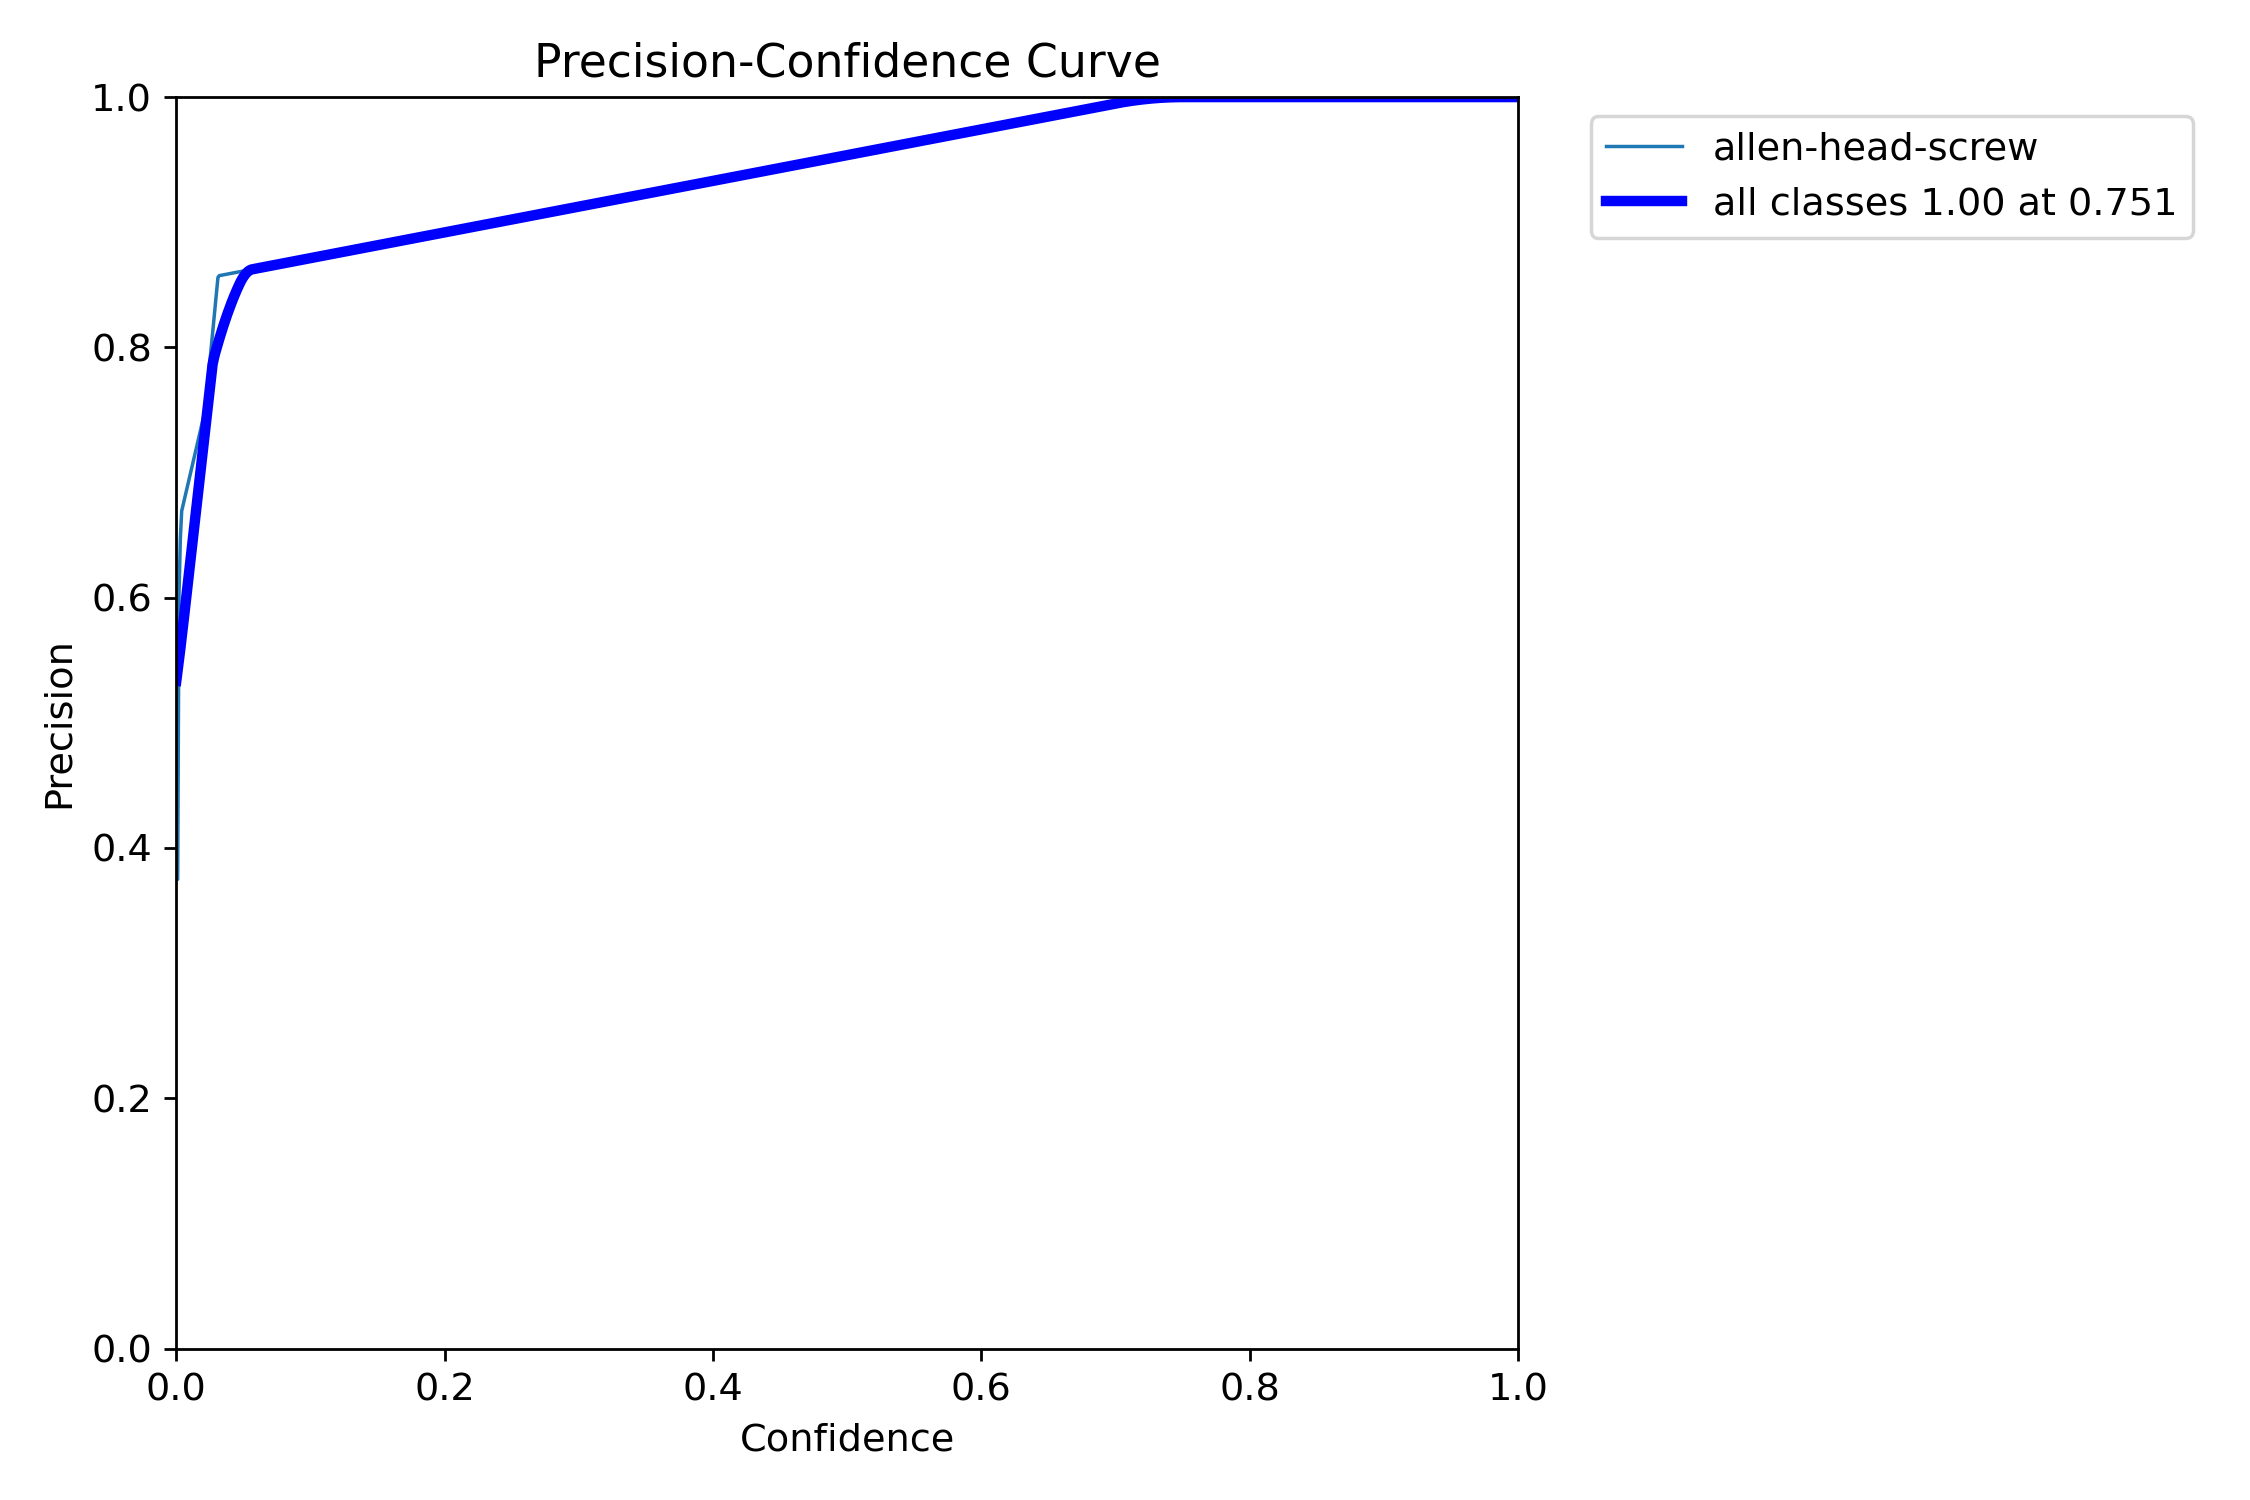 Precision-Confidence Curve
1.0
0.8
0.6
0.4
0.2
0.0
Precision
0.0 0.2 0.4 0.6 0.8 1.0
Confidence
allen-head-screw
all classes 1.00 at 0.751